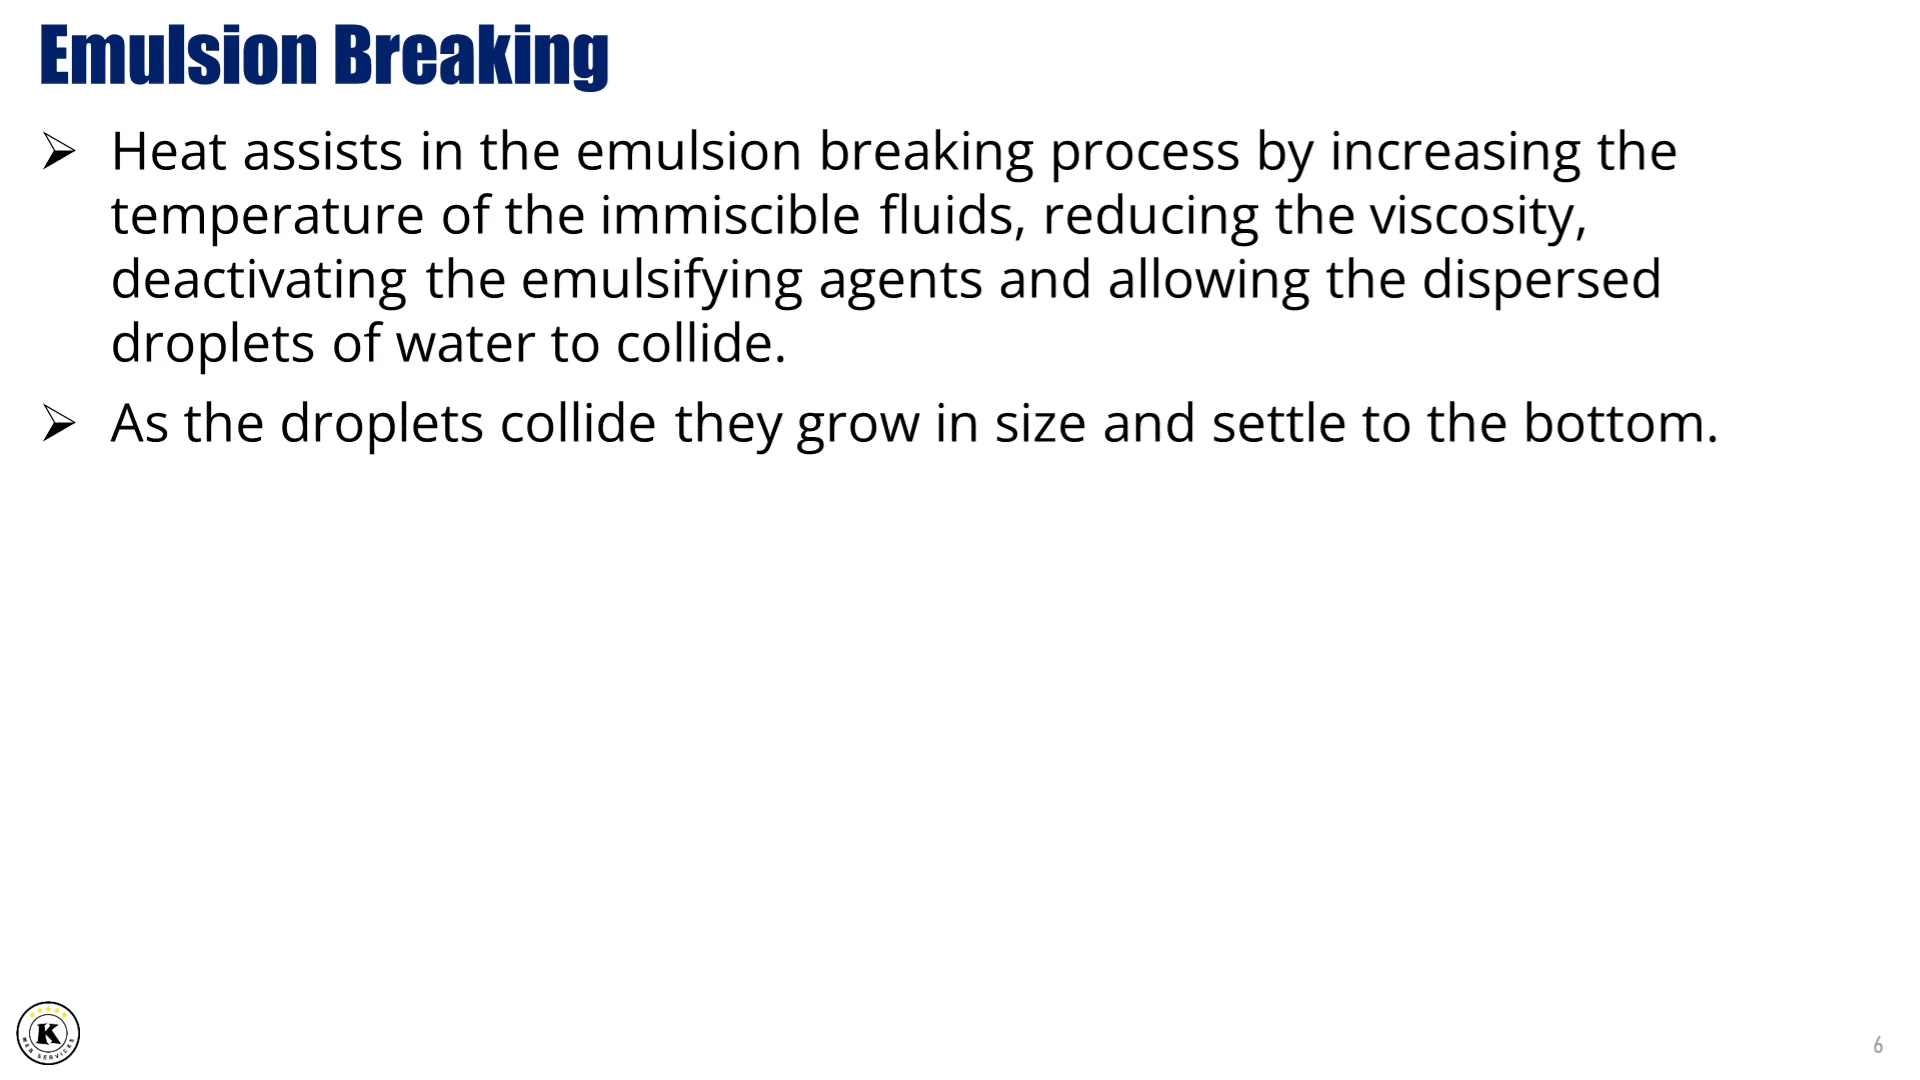 Emulsion Breaking
➢ Heat assists in the emulsion breaking process by increasing the
temperature of the immiscible fluids, reducing the viscosity,
deactivating the emulsifying agents and allowing the dispersed
droplets of water to collide.
➢ As the droplets collide they grow in size and settle to the bottom.
K
WEB SERVICES
6